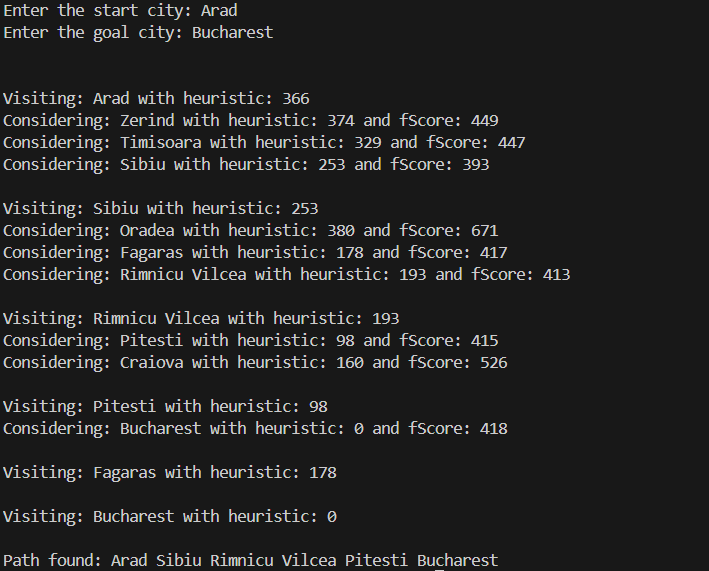 Enter the start city: Arad
Enter the goal city: Bucharest
Visiting: Arad with heuristic: 366
Considering: Zerind with heuristic: 374 and fScore: 449
Considering: Timisoara with heuristic: 329 and fScore: 447
Considering: Sibiu with heuristic: 253 and fScore: 393
Visiting: Sibiu with heuristic: 253
Considering: Oradea with heuristic: 380 and fScore: 671
Considering: Fagaras with heuristic: 178 and fScore: 417
Considering: Rimnicu Vilcea with heuristic: 193 and fScore: 413
Visiting: Rimnicu Vilcea with heuristic: 193
Considering: Pitesti with heuristic: 98 and fScore: 415
Considering: Craiova with heuristic: 160 and fScore: 526
Visiting: Pitesti with heuristic: 98
Considering: Bucharest with heuristic: 0 and fScore: 418
Visiting: Fagaras with heuristic: 178
Visiting: Bucharest with heuristic: 0
Path found: Arad Sibiu Rimnicu Vilcea Pitesti Bucharest